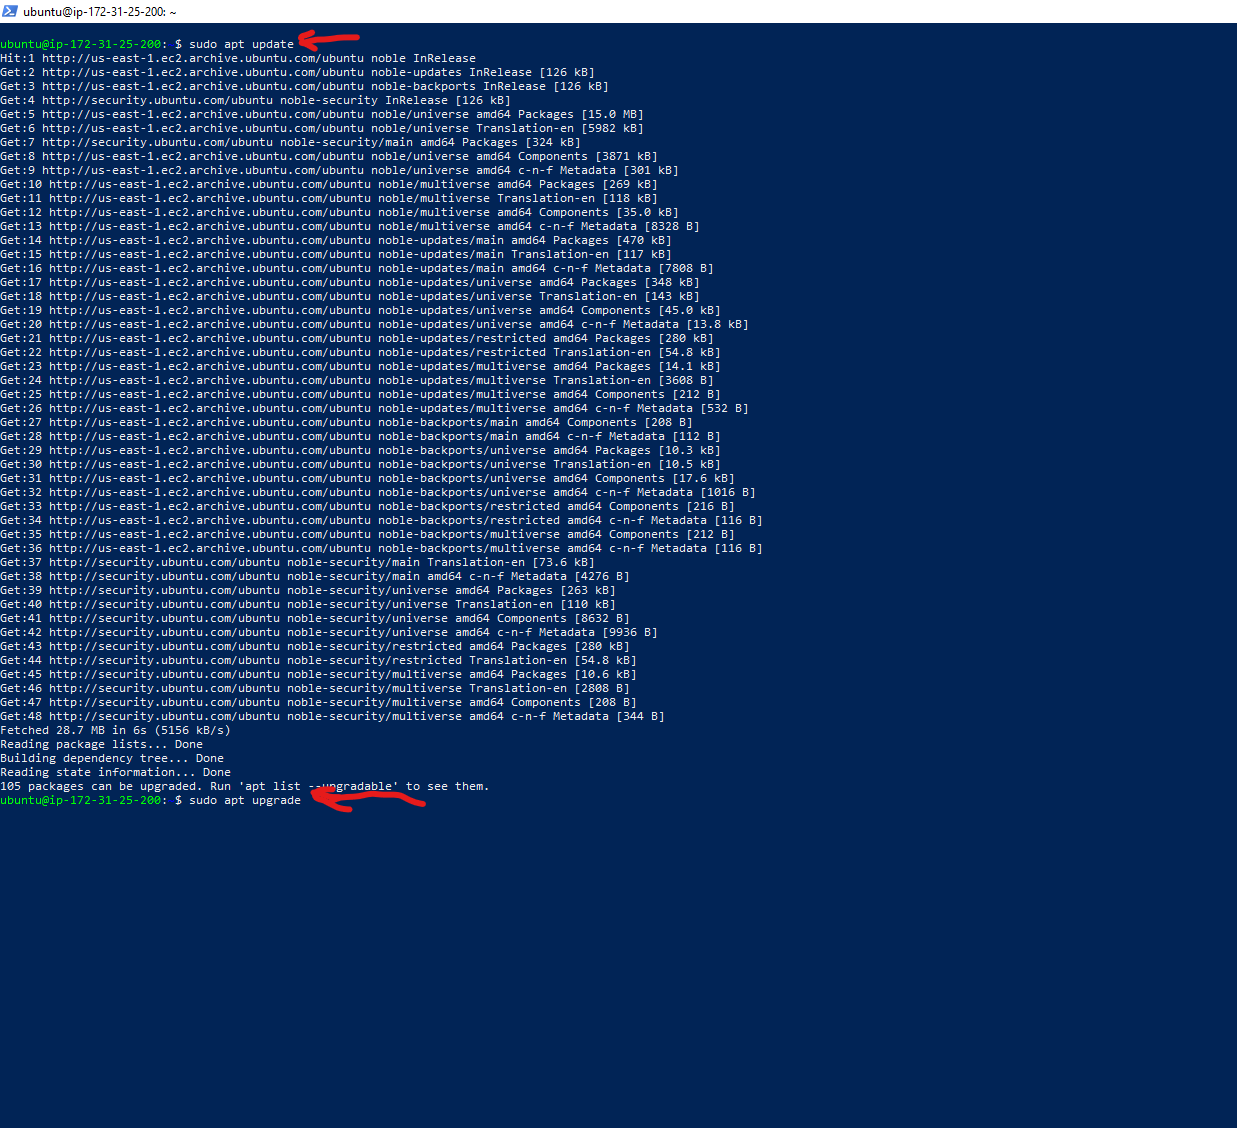 ubuntu@ip-172-31-25-200: ~
ubuntu@ip-172-31-25-200: $ sudo apt update
Hit:1 http://us-east-1.ec2.archive.ubuntu.com/ubuntu noble InRelease
Get:2 http://us-east-1.ec2.archive.ubuntu.com/ubuntu noble-updates InRelease [126 kB]
Get:3 http://us-east-1.ec2.archive.ubuntu.com/ubuntu noble-backports InRelease [126 kB]
Get:4 http://security.ubuntu.com/ubuntu noble-security InRelease [126 kB]
Get:5 http://us-east-1.ec2.archive.ubuntu.com/ubuntu noble/universe amd64 Packages [15.0 MB]
Get:6 http://us-east-1.ec2.archive.ubuntu.com/ubuntu noble/universe Translation-en [5982 kB]
Get:7 http://security.ubuntu.com/ubuntu noble-security/main amd64 Packages [324 kB]
Get:8 http://us-east-1.ec2.archive.ubuntu.com/ubuntu noble/universe amd64 Components [3871 kB]
Get:9 http://us-east-1.ec2.archive.ubuntu.com/ubuntu noble/universe amd64 c-n-f Metadata [301 kB]
Get:10 http://us-east-1.ec2.archive.ubuntu.com/ubuntu noble/multiverse amd64 Packages [269 kB]
Get:11 http://us-east-1.ec2.archive.ubuntu.com/ubuntu noble/multiverse Translation-en [118 kB]
Get:12 http://us-east-1.ec2.archive.ubuntu.com/ubuntu noble/multiverse amd64 Components [35.0 kB]
Get:13 http://us-east-1.ec2.archive.ubuntu.com/ubuntu noble/multiverse amd64 c-n-f Metadata [8328 B]
Get:14 http://us-east-1.ec2.archive.ubuntu.com/ubuntu noble-updates/main amd64 Packages [470 kB]
Get:15 http://us-east-1.ec2.archive.ubuntu.com/ubuntu noble-updates/main Translation-en [117 kB]
Get:16 http://us-east-1.ec2.archive.ubuntu.com/ubuntu noble-updates/main amd64 c-n-f Metadata [7808 B]
Get:17 http://us-east-1.ec2.archive.ubuntu.com/ubuntu noble-updates/universe amd64 Packages [348 kB]
Get:18 http://us-east-1.ec2.archive.ubuntu.com/ubuntu noble-updates/universe Translation-en [143 kB]
Get:19 http://us-east-1.ec2.archive.ubuntu.com/ubuntu noble-updates/universe amd64 Components [45.0 kB]
Get:20 http://us-east-1.ec2.archive.ubuntu.com/ubuntu noble-updates/universe amd64 c-n-f Metadata [13.8 kB]
Get:21 http://us-east-1.ec2.archive.ubuntu.com/ubuntu noble-updates/restricted amd64 Packages [280 kB]
Get:22 http://us-east-1.ec2.archive.ubuntu.com/ubuntu noble-updates/restricted Translation-en [54.8 kB]
Get:23 http://us-east-1.ec2.archive.ubuntu.com/ubuntu noble-updates/multiverse amd64 Packages [14.1 kB]
Get:24 http://us-east-1.ec2.archive.ubuntu.com/ubuntu noble-updates/multiverse Translation-en [3608 B]
Get:25 http://us-east-1.ec2.archive.ubuntu.com/ubuntu noble-updates/multiverse amd64 Components [212 B]
Get:26 http://us-east-1.ec2.archive.ubuntu.com/ubuntu noble-updates/multiverse amd64 c-n-f Metadata [532 B]
Get:27 http://us-east-1.ec2.archive.ubuntu.com/ubuntu noble-backports/main amd64 Components [208 B]
Get:28 http://us-east-1.ec2.archive.ubuntu.com/ubuntu noble-backports/main amd64 c-n-f Metadata [112 B]
Get:29 http://us-east-1.ec2.archive.ubuntu.com/ubuntu noble-backports/universe amd64 Packages [10.3 kB]
Get:30 http://us-east-1.ec2.archive.ubuntu.com/ubuntu noble-backports/universe Translation-en [10.5 kB]
Get:31 http://us-east-1.ec2.archive.ubuntu.com/ubuntu noble-backports/universe amd64 Components [17.6 kB]
Get:32 http://us-east-1.ec2.archive.ubuntu.com/ubuntu noble-backports/universe amd64 c-n-f Metadata [1016 B]
Get:33 http://us-east-1.ec2.archive.ubuntu.com/ubuntu noble-backports/restricted amd64 Components [216 B]
Get:34 http://us-east-1.ec2.archive.ubuntu.com/ubuntu noble-backports/restricted amd64 c-n-f Metadata [116 B]
Get:35 http://us-east-1.ec2.archive.ubuntu.com/ubuntu noble-backports/multiverse amd64 Components [212 B]
Get:36 http://us-east-1.ec2.archive.ubuntu.com/ubuntu noble-backports/multiverse amd64 c-n-f Metadata [116 B]
Get:37 http://security.ubuntu.com/ubuntu noble-security/main Translation-en [73.6 kB]
Get:38 http://security.ubuntu.com/ubuntu noble-security/main amd64 c-n-f Metadata [4276 B]
Get:39 http://security.ubuntu.com/ubuntu noble-security/universe amd64 Packages [263 kB]
Get:40 http://security.ubuntu.com/ubuntu noble-security/universe Translation-en [110 kB]
Get:41 http://security.ubuntu.com/ubuntu noble-security/universe amd64 Components [8632 B]
Get:42 http://security.ubuntu.com/ubuntu noble-security/universe amd64 c-n-f Metadata [9936 B]
Get:43 http://security.ubuntu.com/ubuntu noble-security/restricted amd64 Packages [280 kB]
Get:44 http://security.ubuntu.com/ubuntu noble-security/restricted Translation-en [54.8 kB]
Get:45 http://security.ubuntu.com/ubuntu noble-security/multiverse amd64 Packages [10.6 kB]
Get:46 http://security.ubuntu.com/ubuntu noble-security/multiverse Translation-en [2808 B]
Get:47 http://security.ubuntu.com/ubuntu noble-security/multiverse amd64 Components [208 B]
Get:48 http://security.ubuntu.com/ubuntu noble-security/multiverse amd64 c-n-f Metadata [344 B]
Fetched 28.7 MB in 6s (5156 kB/s)
Reading package lists... Done
Building dependency tree... Done
Reading state information... Done
105 packages can be upgraded. Run 'apt list --upgradable' to see them.
ubuntu@ip-172-31-25-200: $ sudo apt upgrade